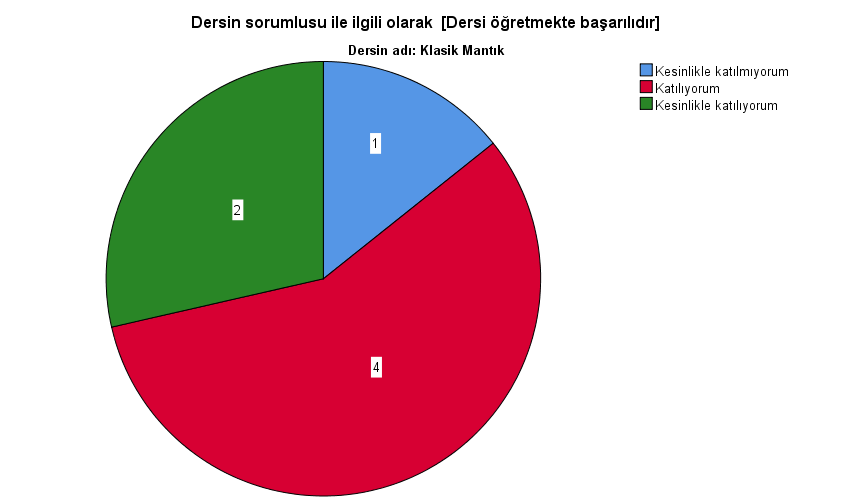 Dersin sorumlusu ile ilgili olarak [Dersi öğretmekte başarılıdır]
Dersin adı: Klasik Mantık
Kesinlikle katılmıyorum
Katılıyorum
Kesinlikle katılıyorum
1
2
4